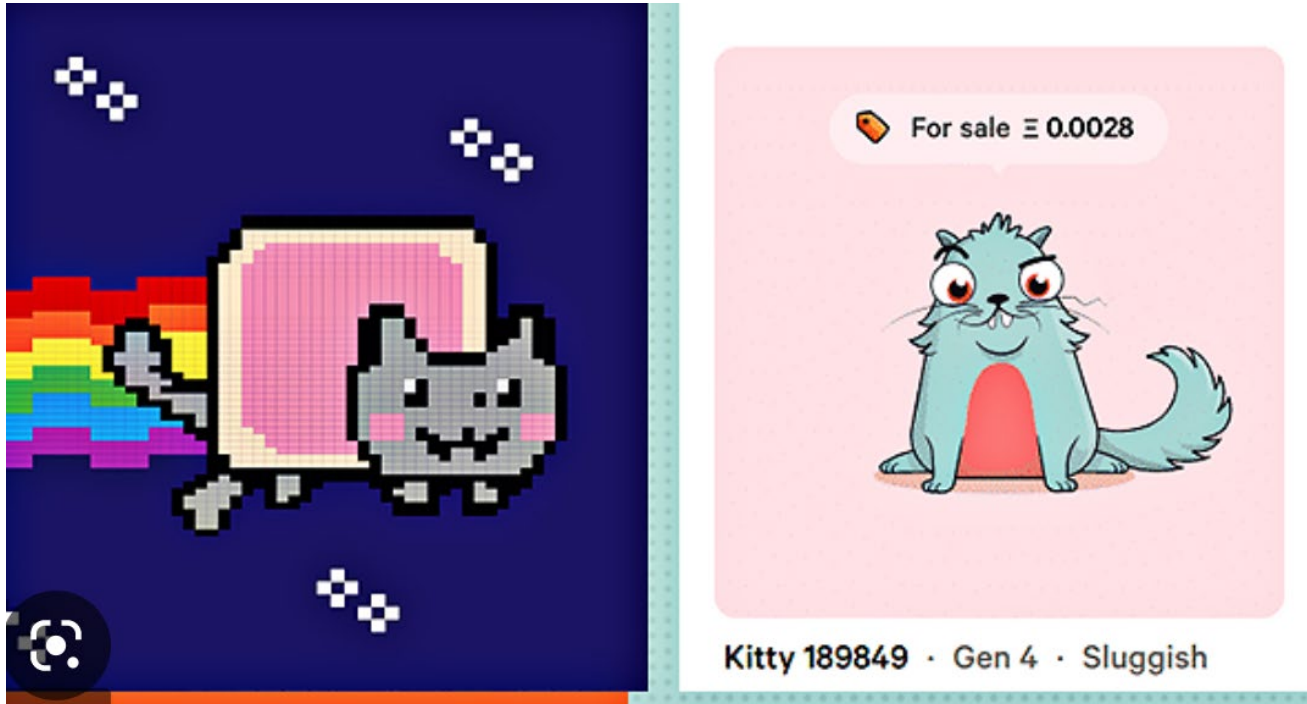 For sale Ξ 0.0028
Kitty 189849 · Gen 4 · Sluggish